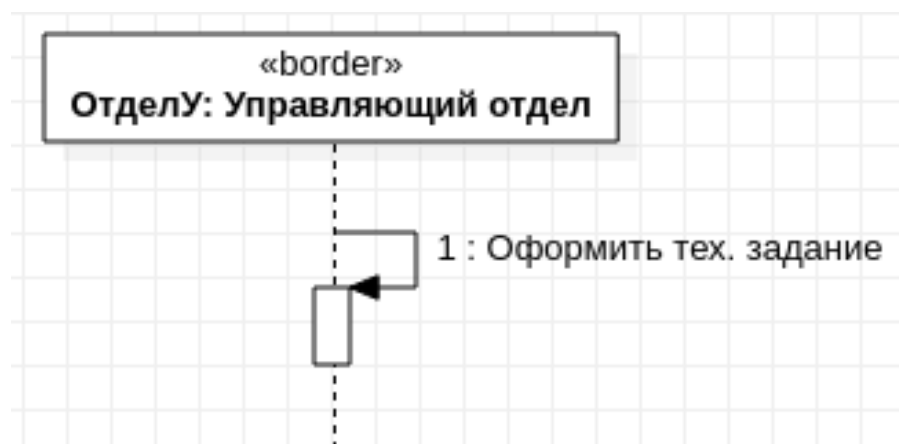 «border»
ОтделУ: Управляющий отдел
1 : Оформить тех. задание